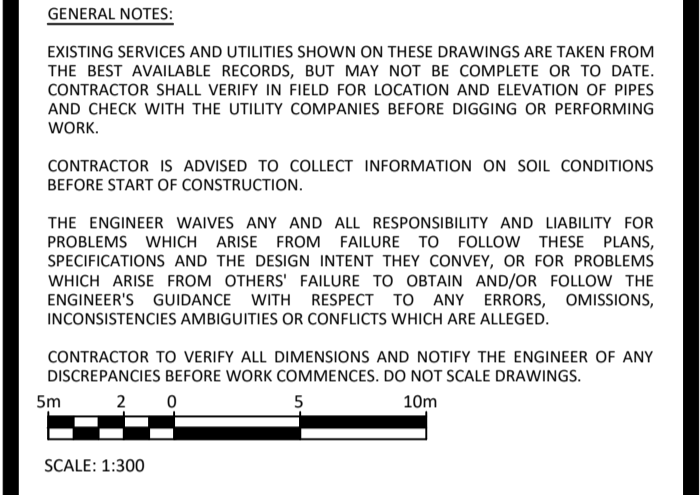 GENERAL NOTES:
EXISTING SERVICES AND UTILITIES SHOWN ON THESE DRAWINGS ARE TAKEN FROM
THE BEST AVAILABLE RECORDS, BUT MAY NOT BE COMPLETE OR TO DATE.
CONTRACTOR SHALL VERIFY IN FIELD FOR LOCATION AND ELEVATION OF PIPES
AND CHECK WITH THE UTILITY COMPANIES BEFORE DIGGING OR PERFORMING
WORK.
CONTRACTOR IS ADVISED TO COLLECT INFORMATION ON SOIL CONDITIONS
BEFORE START OF CONSTRUCTION.
THE ENGINEER WAIVES ANY AND ALL RESPONSIBILITY AND LIABILITY FOR
PROBLEMS WHICH ARISE FROM FAILURE TO FOLLOW THESE PLANS,
SPECIFICATIONS AND THE DESIGN INTENT THEY CONVEY, OR FOR PROBLEMS
WHICH ARISE FROM OTHERS' FAILURE TO OBTAIN AND/OR FOLLOW THE
ENGINEER'S GUIDANCE WITH RESPECT TO ANY ERRORS, OMISSIONS,
INCONSISTENCIES AMBIGUITIES OR CONFLICTS WHICH ARE ALLEGED.
CONTRACTOR TO VERIFY ALL DIMENSIONS AND NOTIFY THE ENGINEER OF ANY
DISCREPANCIES BEFORE WORK COMMENCES. DO NOT SCALE DRAWINGS.
5m 2 0 5 10m
SCALE: 1:300